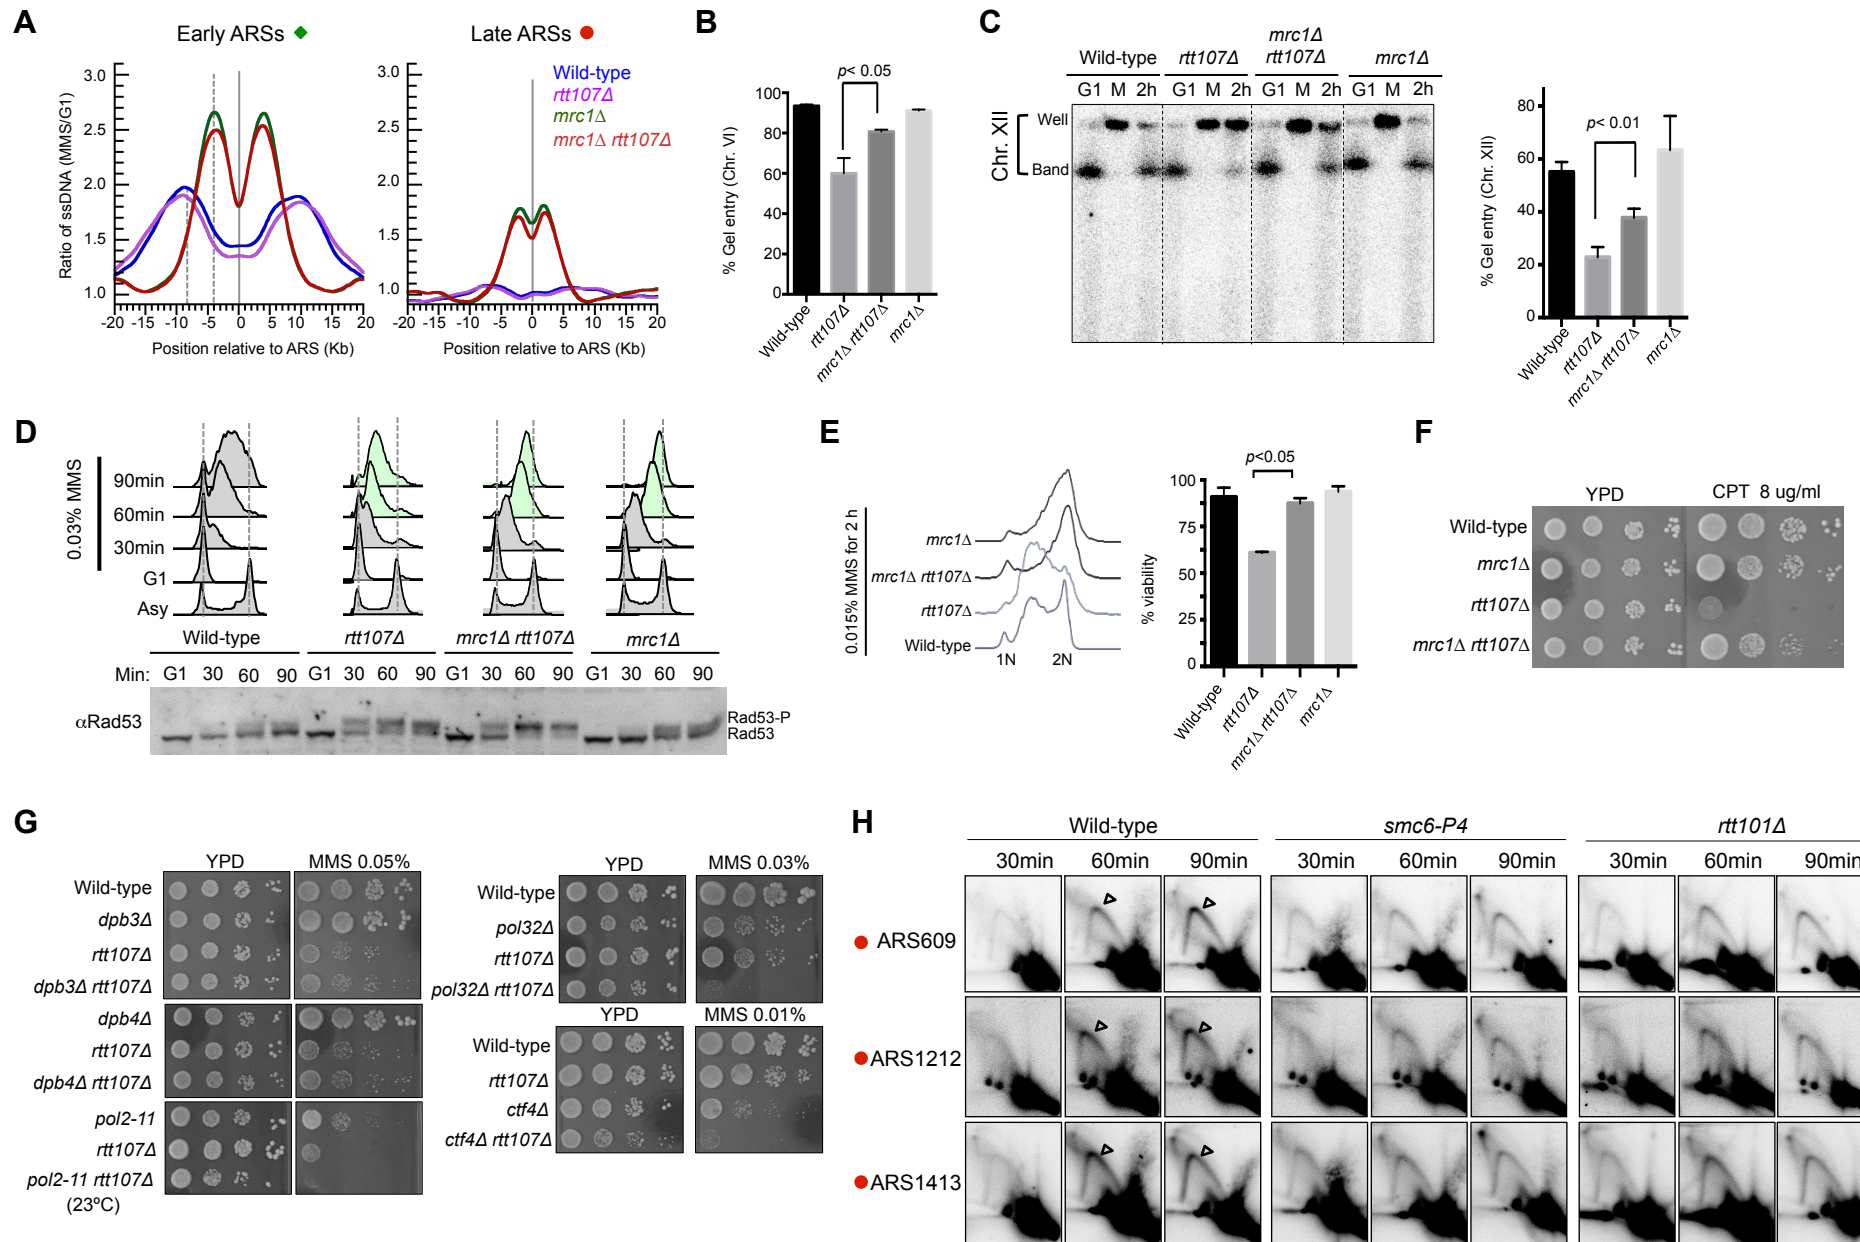 A
Early ARSs
Late ARSs
Ratio of ssDNA (MMS/G1)
3.0
2.5
2.0
1.5
1.0
-20 -15 -10 -5 0 5 10 15 20
Position relative to ARS (Kb)
3.0
2.5
2.0
1.5
1.0
-20 -15 -10 -5 0 5 10 15 20
Position relative to ARS (Kb)
Wild-type
rtt107Δ
mrc1Δ
mrc1Δ rtt107Δ
B
p< 0.05
% Gel entry (Chr. VI)
100
80
60
40
20
0
Wild-type
rtt107Δ
mrc1Δ rtt107Δ
mrc1Δ
C
Wild-type
rtt107Δ
mrc1Δ
rtt107Δ
mrc1Δ
G1 M 2h G1 M 2h G1 M 2h G1 M 2h
Chr. XII
Well
Band
p< 0.01
% Gel entry (Chr. XII)
80
60
40
20
0
Wild-type
rtt107Δ
mrc1Δ rtt107Δ
mrc1Δ
D
0.03% MMS
90min
60min
30min
G1
Asy
Wild-type
rtt107Δ
mrc1Δ rtt107Δ
mrc1Δ
Min: G1 30 60 90 G1 30 60 90 G1 30 60 90 G1 30 60 90
αRad53
Rad53-P
Rad53
E
0.015% MMS for 2 h
mrc1Δ
mrc1Δ rtt107Δ
rtt107Δ
Wild-type
1N
2N
p<0.05
% viability
100
75
50
25
0
Wild-type
rtt107Δ
mrc1Δ rtt107Δ
mrc1Δ
F
YPD
CPT 8 ug/ml
Wild-type
mrc1Δ
rtt107Δ
mrc1Δ rtt107Δ
G
YPD
MMS 0.05%
Wild-type
dpb3Δ
rtt107Δ
dpb3Δ rtt107Δ
dpb4Δ
rtt107Δ
dpb4Δ rtt107Δ
pol2-11
rtt107Δ
pol2-11 rtt107Δ
(23ºC)
YPD
MMS 0.03%
Wild-type
pol32Δ
rtt107Δ
pol32Δ rtt107Δ
YPD
MMS 0.01%
Wild-type
rtt107Δ
ctf4Δ
ctf4Δ rtt107Δ
H
Wild-type
smc6-P4
rtt101Δ
30min 60min 90min 30min 60min 90min 30min 60min 90min
ARS609
ARS1212
ARS1413